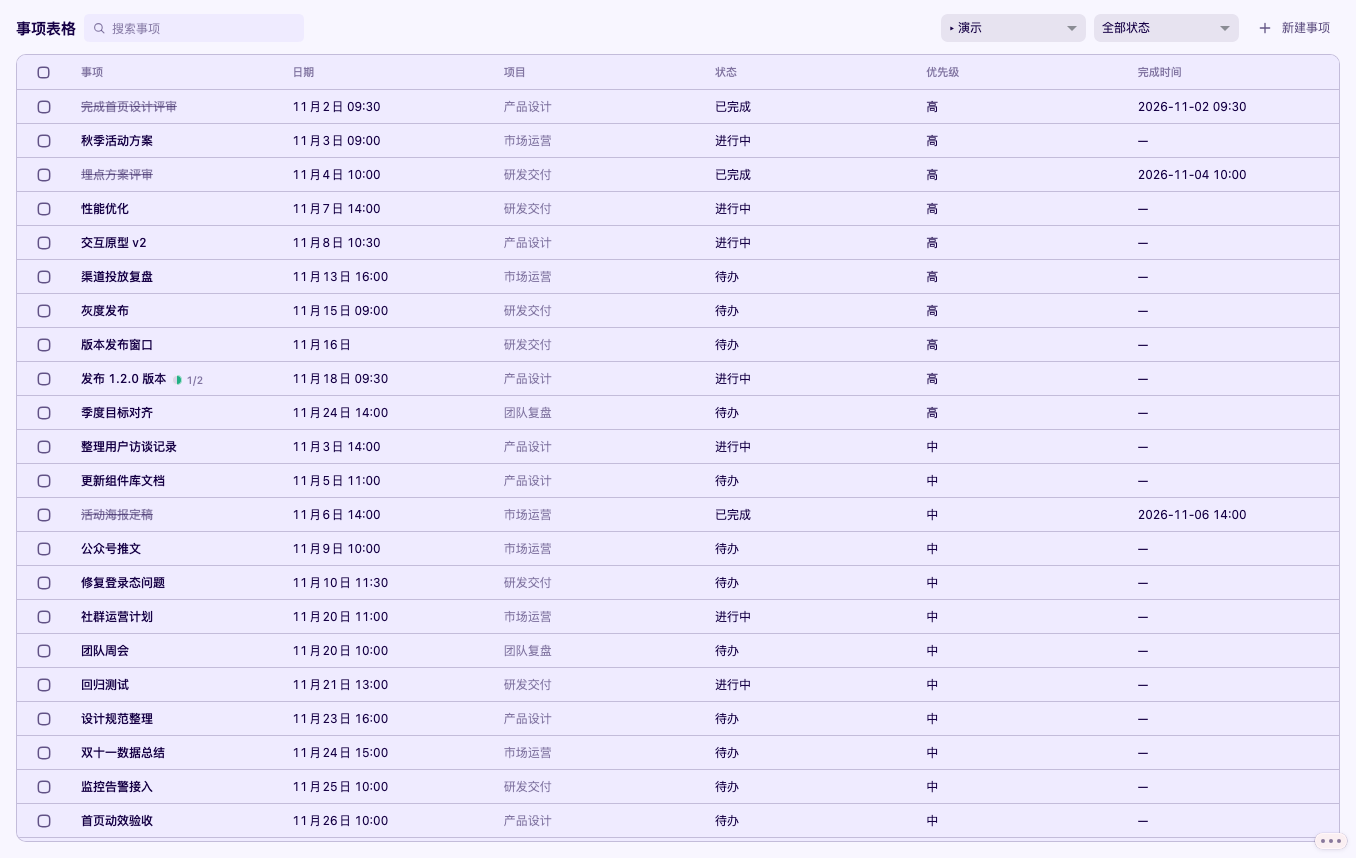 事项表格 搜索事项 演示 全部状态 新建事项
事项 日期 项目 状态 优先级 完成时间
完成首页设计评审 11月2日 09:30 产品设计 已完成 高 2026-11-02 09:30
秋季活动方案 11月3日 09:00 市场运营 进行中 高 —
埋点方案评审 11月4日 10:00 研发交付 已完成 高 2026-11-04 10:00
性能优化 11月7日 14:00 研发交付 进行中 高 —
交互原型 v2 11月8日 10:30 产品设计 进行中 高 —
渠道投放复盘 11月13日 16:00 市场运营 待办 高 —
灰度发布 11月15日 09:00 研发交付 待办 高 —
版本发布窗口 11月16日 研发交付 待办 高 —
发布 1.2.0 版本 1/2 11月18日 09:30 产品设计 进行中 高 —
季度目标对齐 11月24日 14:00 团队复盘 待办 高 —
整理用户访谈记录 11月3日 14:00 产品设计 进行中 中 —
更新组件库文档 11月5日 11:00 产品设计 待办 中 —
活动海报定稿 11月6日 14:00 市场运营 已完成 中 2026-11-06 14:00
公众号推文 11月9日 10:00 市场运营 待办 中 —
修复登录态问题 11月10日 11:30 研发交付 待办 中 —
社群运营计划 11月20日 11:00 市场运营 进行中 中 —
团队周会 11月20日 10:00 团队复盘 待办 中 —
回归测试 11月21日 13:00 研发交付 进行中 中 —
设计规范整理 11月23日 16:00 产品设计 待办 中 —
双十一数据总结 11月24日 15:00 市场运营 待办 中 —
监控告警接入 11月25日 10:00 研发交付 待办 中 —
首页动效验收 11月26日 10:00 产品设计 待办 中 —